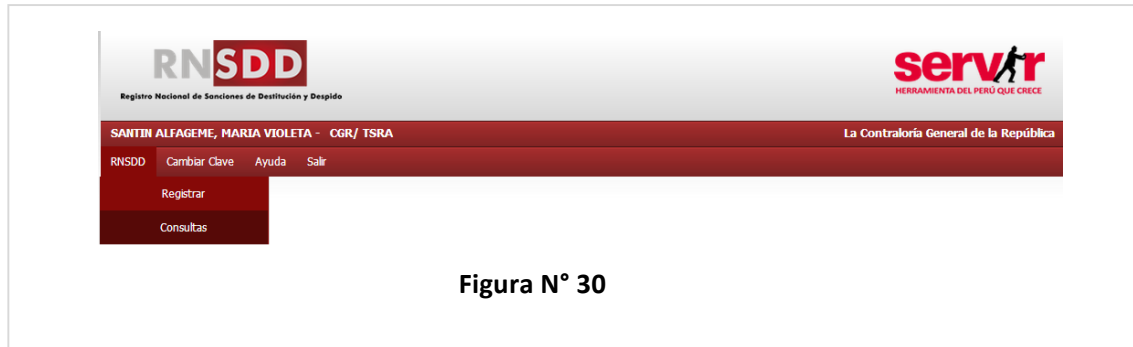 RNSDD
Registro Nacional de Sanciones de Destitución y Despido
servir
HERRAMIENTA DEL PERÚ QUE CRECE
SANTIN ALFAGEME, MARIA VIOLETA - CGR/ TSRA La Contraloría General de la República
RNSDD Cambiar Clave Ayuda Salir
Registrar
Consultas
Figura N° 30